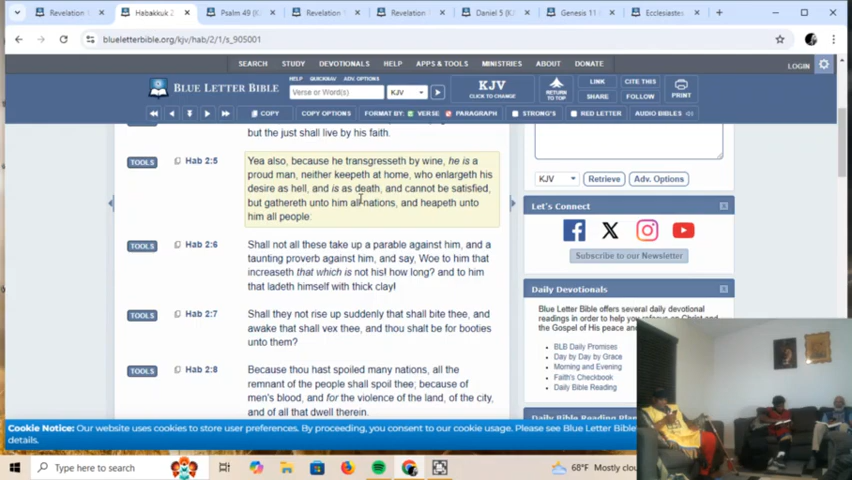 Revelation 1
Habakkuk 2
Psalm 49 (K
Revelation 1
Revelation 1
Daniel 5 (KJ
Genesis 11
Ecclesiastes
blueletterbible.org/kjv/hab/2/1/s_905001
SEARCH STUDY DEVOTIONALS HELP APPS & TOOLS MINISTRIES ABOUT DONATE
LOGIN
BLUE LETTER BIBLE
HELP QUICKNAV ADV. OPTIONS
Verse or Word(s)
KJV
KJV
CLICK TO CHANGE
RETURN
TO TOP
LINK
SHARE
CITE THIS
FOLLOW
PRINT
COPY COPY OPTIONS FORMAT BY: VERSE PARAGRAPH STRONG'S RED LETTER AUDIO BIBLES
but the just shall live by his faith.
TOOLS
Hab 2:5
Yea also, because he transgresseth by wine, he is a
proud man, neither keepeth at home, who enlargeth his
desire as hell, and is as death, and cannot be satisfied,
but gathereth unto him all nations, and heapeth unto
him all people:
TOOLS
Hab 2:6
Shall not all these take up a parable against him, and a
taunting proverb against him, and say, Woe to him that
increaseth that which is not his! how long? and to him
that ladeth himself with thick clay!
TOOLS
Hab 2:7
Shall they not rise up suddenly that shall bite thee, and
awake that shall vex thee, and thou shalt be for booties
unto them?
TOOLS
Hab 2:8
Because thou hast spoiled many nations, all the
remnant of the people shall spoil thee; because of
men's blood, and for the violence of the land, of the city,
and of all that dwell therein.
KJV
Retrieve
Adv. Options
Let's Connect
Subscribe to our Newsletter
Daily Devotionals
Blue Letter Bible offers several daily devotional
readings in order to help you refocus on Christ and
the Gospel of His peace and
BLB Daily Promises
Day by Day by Grace
Morning and Evening
Faith's Checkbook
Daily Bible Reading
Daily Bible Reading Plan
Cookie Notice: Our website uses cookies to store user preferences. By proceeding, you consent to our cookie usage. Please see Blue Letter Bible
details.
Type here to search
68°F Mostly clou